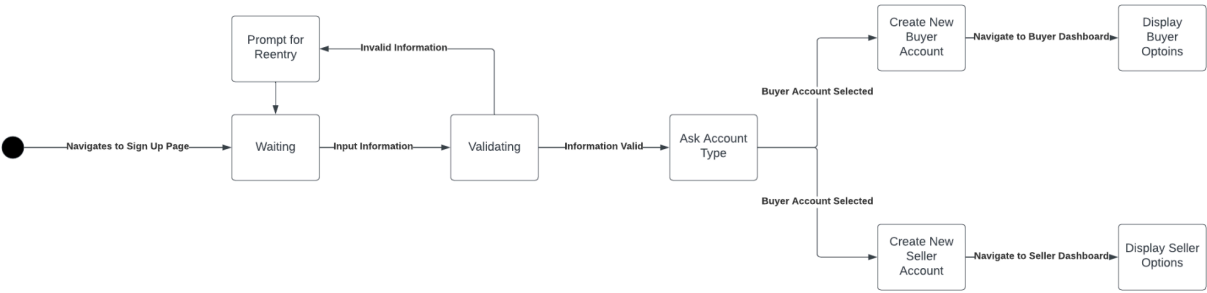 Prompt for
Reentry
Invalid Information
Navigates to Sign Up Page
Waiting
Input Information
Validating
Information Valid
Ask Account
Type
Buyer Account Selected
Create New
Buyer
Account
Navigate to Buyer Dashboard
Display
Buyer
Optoins
Buyer Account Selected
Create New
Seller
Account
Navigate to Seller Dashboard
Display Seller
Options